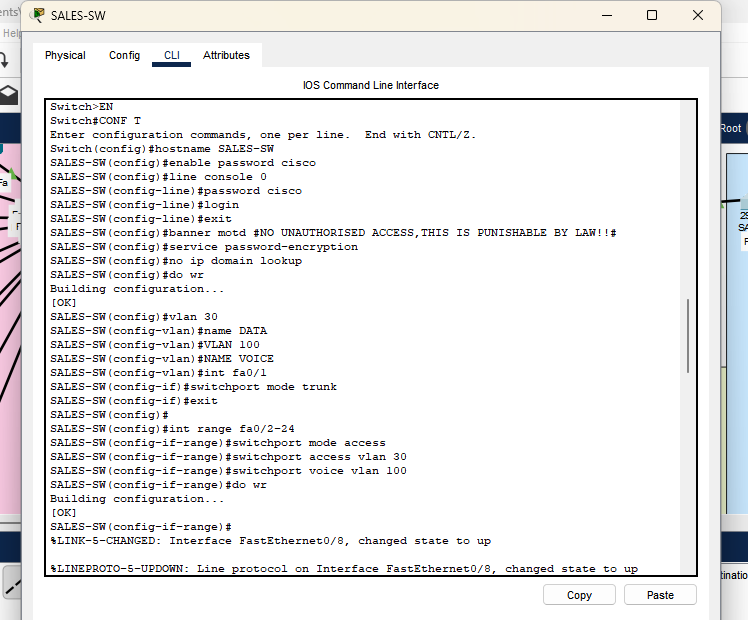 ents\
SALES-SW
Help
Physical
Config
CLI
Attributes
IOS Command Line Interface
Switch>EN
Switch#CONF T
Enter configuration commands, one per line.  End with CNTL/Z.
Switch(config)#hostname SALES-SW
SALES-SW(config)#enable password cisco
SALES-SW(config)#line console 0
SALES-SW(config-line)#password cisco
SALES-SW(config-line)#login
SALES-SW(config-line)#exit
SALES-SW(config)#banner motd #NO UNAUTHORISED ACCESS,THIS IS PUNISHABLE BY LAW!!#
SALES-SW(config)#service password-encryption
SALES-SW(config)#no ip domain lookup
SALES-SW(config)#do wr
Building configuration...
[OK]
SALES-SW(config)#vlan 30
SALES-SW(config-vlan)#name DATA
SALES-SW(config-vlan)#VLAN 100
SALES-SW(config-vlan)#NAME VOICE
SALES-SW(config-vlan)#int fa0/1
SALES-SW(config-if)#switchport mode trunk
SALES-SW(config-if)#exit
SALES-SW(config)#
SALES-SW(config)#int range fa0/2-24
SALES-SW(config-if-range)#switchport mode access
SALES-SW(config-if-range)#switchport access vlan 30
SALES-SW(config-if-range)#switchport voice vlan 100
SALES-SW(config-if-range)#do wr
Building configuration...
[OK]
SALES-SW(config-if-range)#
%LINK-5-CHANGED: Interface FastEthernet0/8, changed state to up
%LINEPROTO-5-UPDOWN: Line protocol on Interface FastEthernet0/8, changed state to up
Copy
Paste
Root
Fa
F
29
SA
F
tinatio